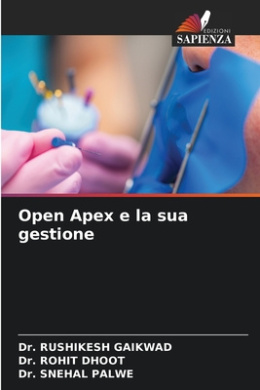 EDIZIONI
SAPIENZA
Open Apex e la sua
gestione
Dr. RUSHIKESH GAIKWAD
Dr. ROHIT DHOOT
Dr. SNEHAL PALWE